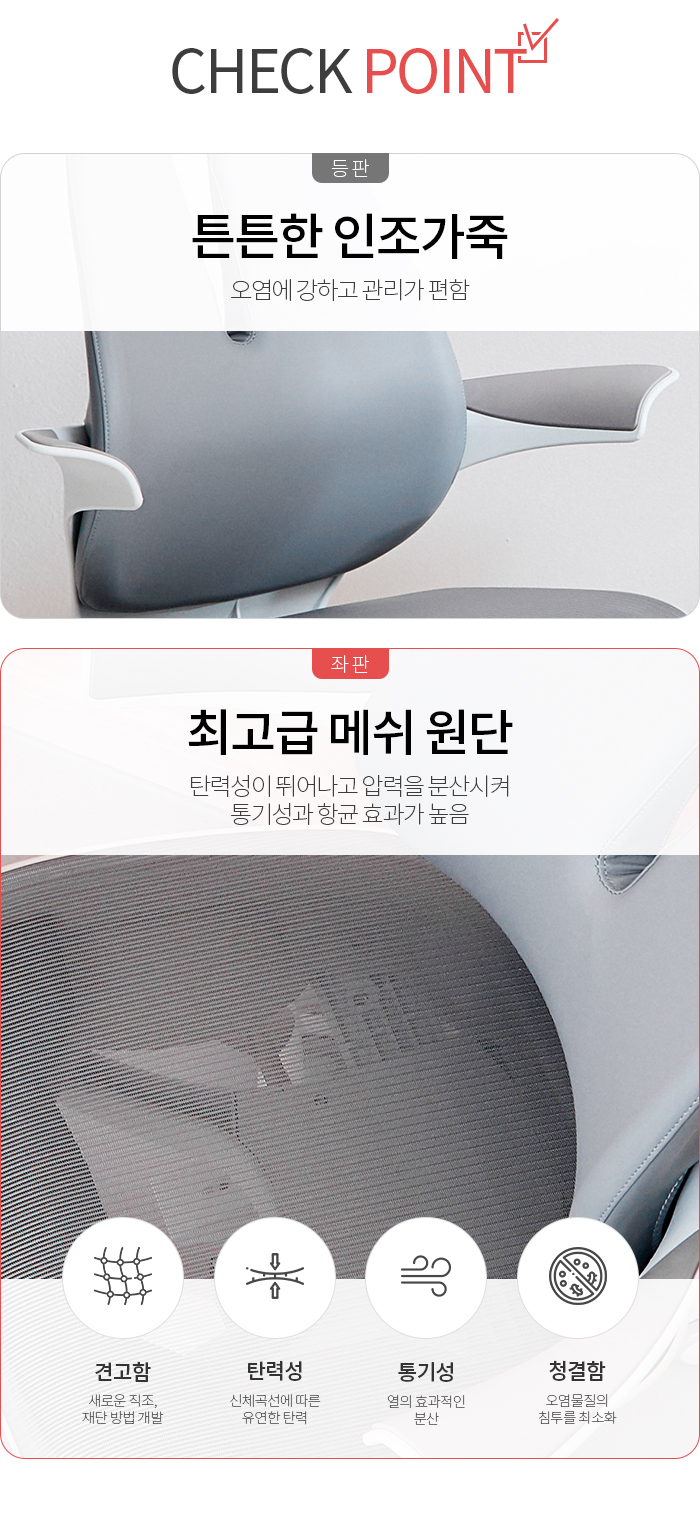 CHECK POINT
등판
튼튼한 인조가죽
오염에 강하고 관리가 편함
좌판
최고급 메쉬 원단
탄력성이 뛰어나고 압력을 분산시켜
통기성과 항균 효과가 높음
견고함
새로운 직조,
재단 방법 개발
탄력성
신체곡선에 따른
유연한 탄력
통기성
열의 효과적인
분산
청결함
오염물질의
침투를 최소화